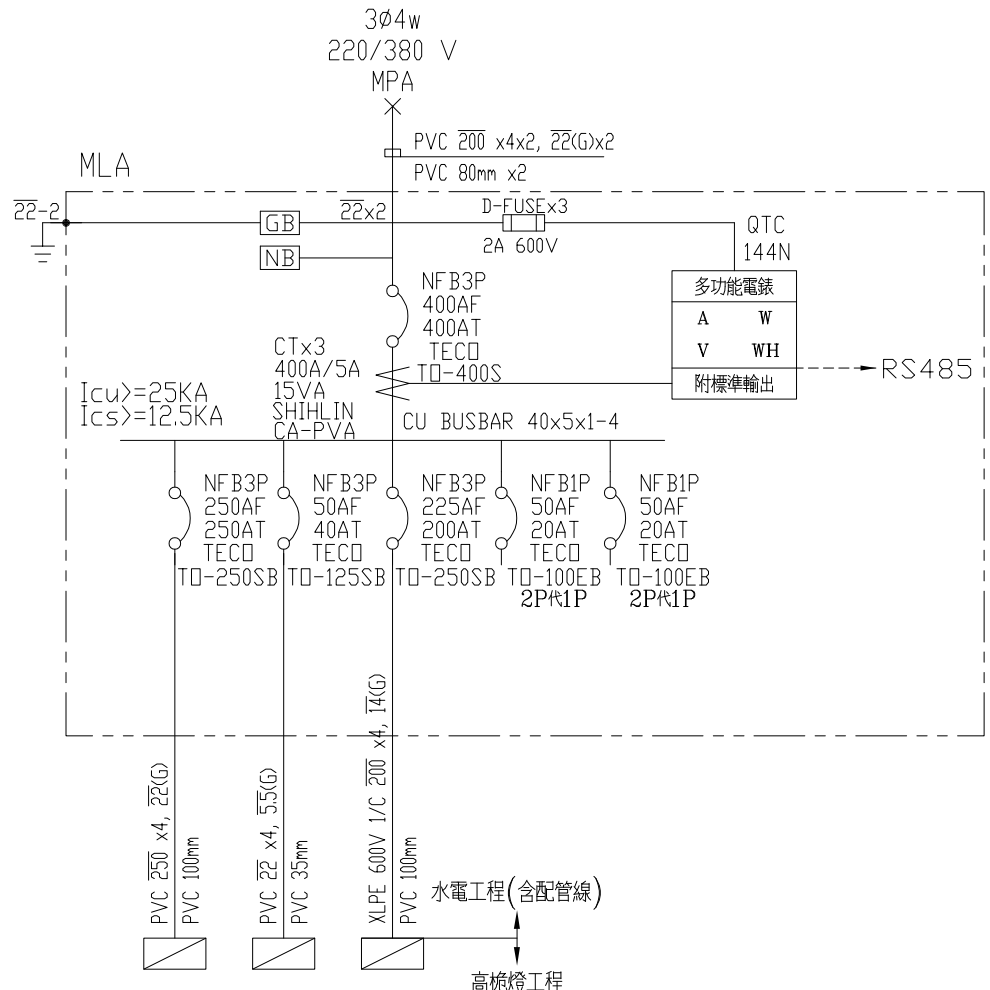 3Ø4w
220/380 V
MPA
PVC 200 x4x2, 22(G)x2
PVC 80mm x2
MLA
22-2
GB
22x2
D-FUSEx3
2A 600V
QTC
144N
NB
NFB3P
400AF
400AT
TECO
TO-400S
多功能電錶
A W
V WH
附標準輸出
RS485
CTx3
400A/5A
15VA
SHIHLIN
CA-PVA
Icu>=25KA
Ics>=12.5KA
CU BUSBAR 40x5x1-4
NFB3P
250AF
250AT
TECO
TO-250SB
NFB3P
50AF
40AT
TECO
TO-125SB
NFB3P
225AF
200AT
TECO
TO-250SB
NFB1P
50AF
20AT
TECO
TO-100EB
2P代1P
NFB1P
50AF
20AT
TECO
TO-100EB
2P代1P
PVC 250 x4, 22(G)
PVC 100mm
PVC 22 x4, 5.5(G)
PVC 35mm
XLPE 600V 1/C 200 x4, 14(G)
PVC 100mm
水電工程(含配管線)
高桅燈工程